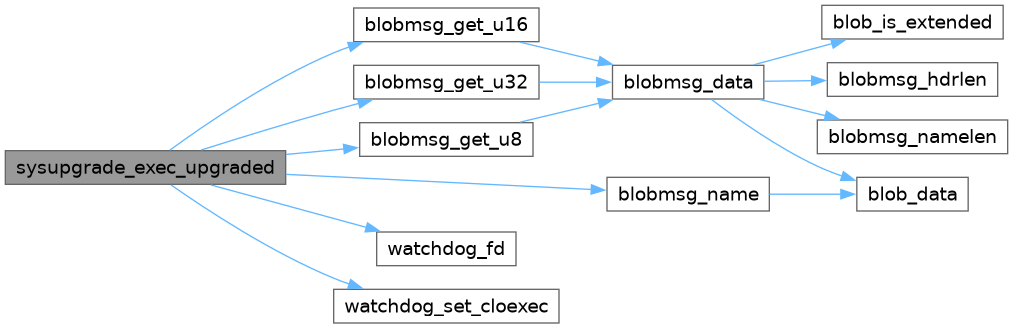 sysupgrade_exec_upgraded
blobmsg_get_u16
blobmsg_get_u32
blobmsg_get_u8
blobmsg_name
watchdog_fd
watchdog_set_cloexec
blobmsg_data
blob_is_extended
blobmsg_hdrlen
blobmsg_namelen
blob_data